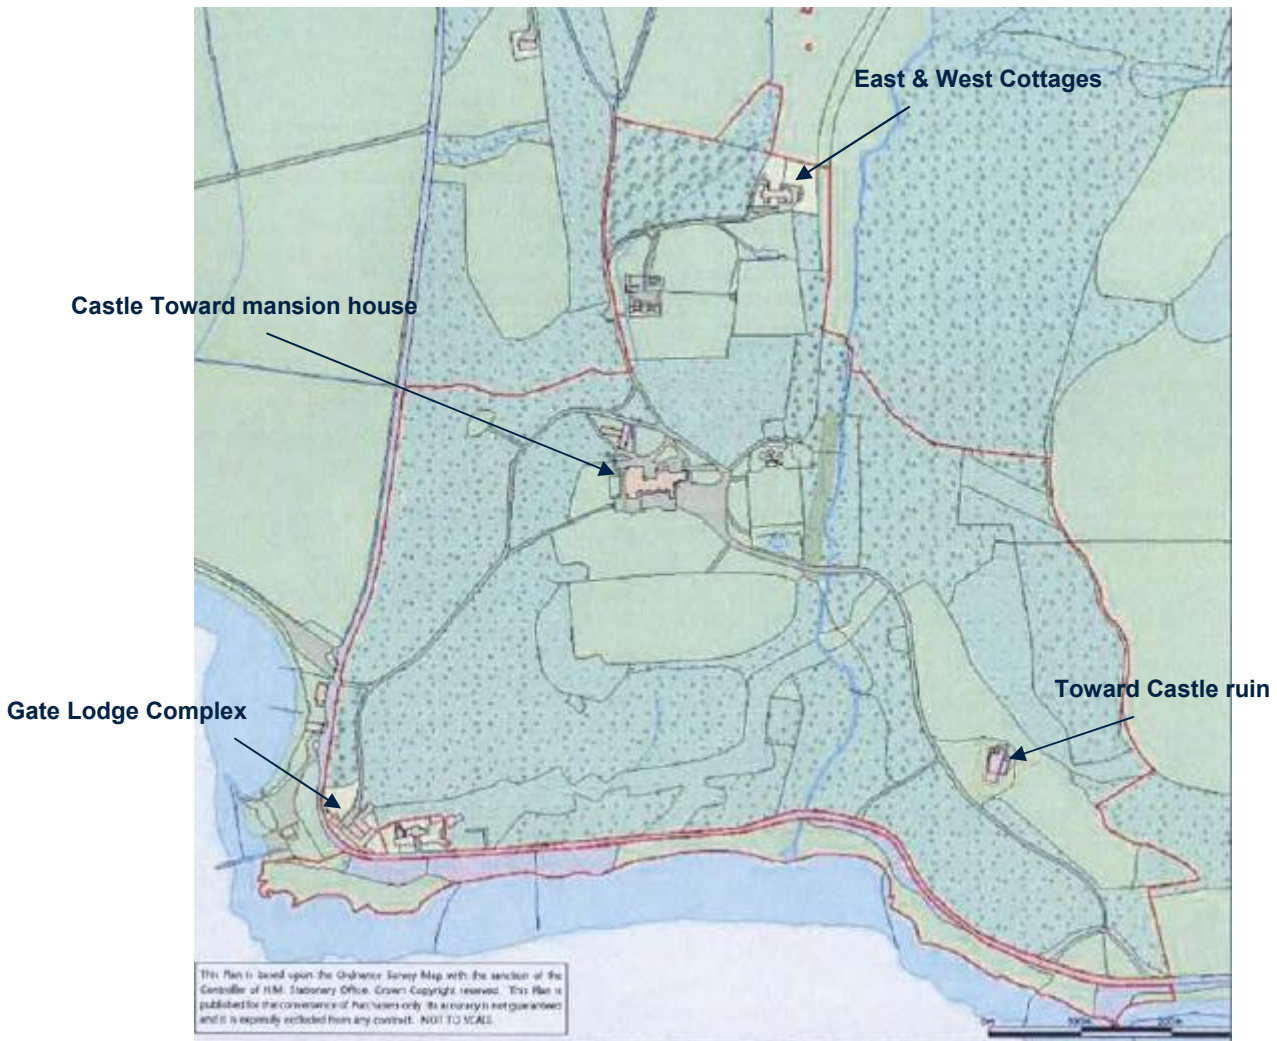 East & West Cottages
Castle Toward mansion house
Toward Castle ruin
Gate Lodge Complex
This Plan is based upon the Ordnance Survey Map with the sanction of the
Controller of H.M. Stationery Office. Crown Copyright reserved. This Plan is
published for the convenience of Purchasers only. Its accuracy is not guaranteed
and it is expressly excluded from any contract. NOT TO SCALE
0m